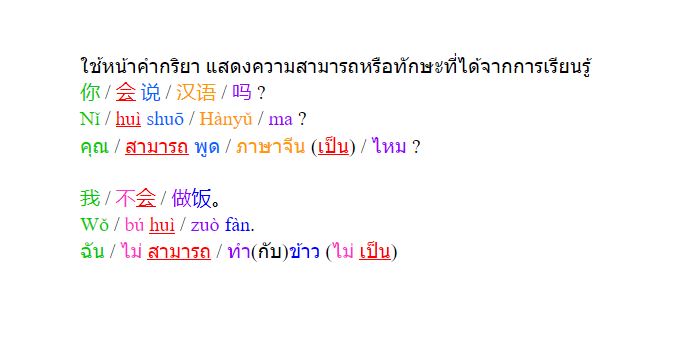 ใช้หน้าคำกริยา แสดงความสามารถหรือทักษะที่ได้จากการเรียนรู้
你 / 会 说 / 汉语 / 吗 ?
Nǐ / huì shuō / Hànyǔ / ma ?
คุณ / สามารถ พูด / ภาษาจีน (เป็น) / ไหม ?
我 / 不会 / 做饭。
Wǒ / bú huì / zuò fàn.
ฉัน / ไม่ สามารถ / ทำ(กับ)ข้าว (ไม่ เป็น)